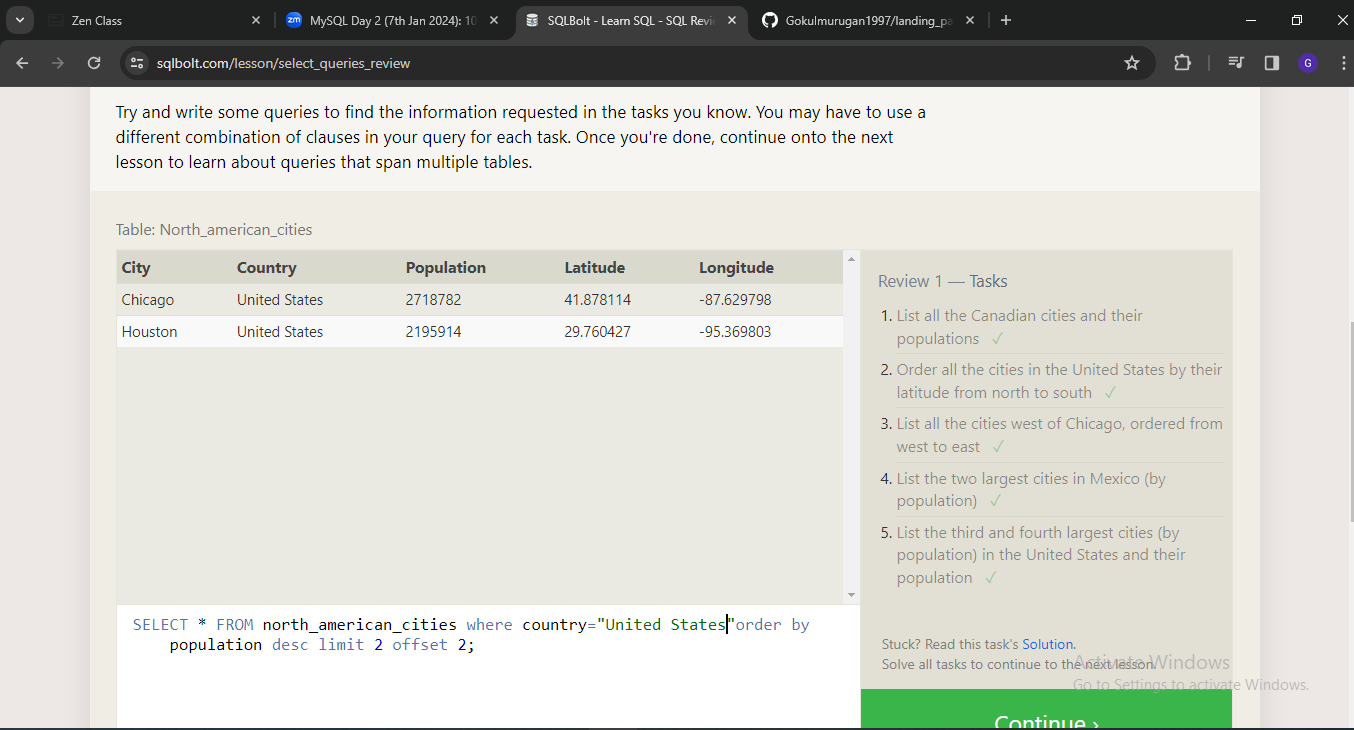 Zen Class
MySQL Day 2 (7th Jan 2024): 10
SQLBolt - Learn SQL - SQL Revi
Gokulmurugan1997/landing_pa
sqlbolt.com/lesson/select_queries_review
G
Try and write some queries to find the information requested in the tasks you know. You may have to use a
different combination of clauses in your query for each task. Once you're done, continue onto the next
lesson to learn about queries that span multiple tables.
Table: North_american_cities
City Country Population Latitude Longitude
Chicago United States 2718782 41.878114 -87.629798
Houston United States 2195914 29.760427 -95.369803
SELECT * FROM north_american_cities where country="United States"order by
population desc limit 2 offset 2;
Review 1 — Tasks
1. List all the Canadian cities and their
populations ✓
2. Order all the cities in the United States by their
latitude from north to south ✓
3. List all the cities west of Chicago, ordered from
west to east ✓
4. List the two largest cities in Mexico (by
population) ✓
5. List the third and fourth largest cities (by
population) in the United States and their
population ✓
Stuck? Read this task's Solution.
Solve all tasks to continue to the next lesson.
Continue ›
Activate Windows
Go to Settings to activate Windows.